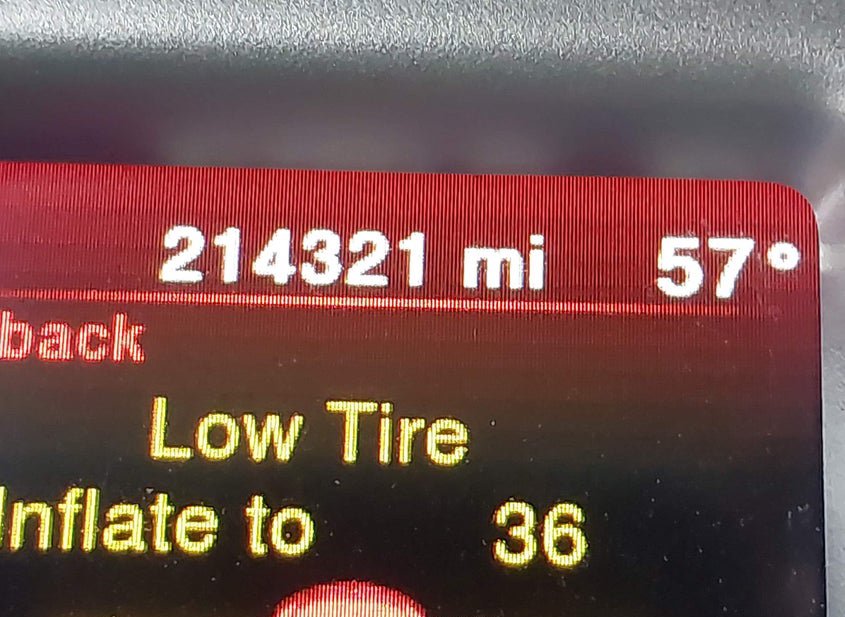 214321 mi 57°
back
Low Tire
Inflate to 36